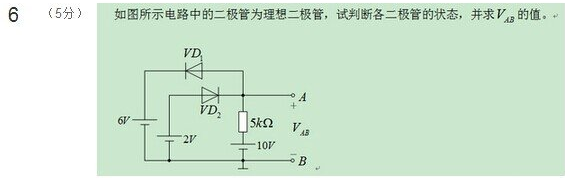 6 （5分） 如图所示电路中的二极管为理想二极管，试判断各二极管的状态，并求V_AB的值。
VD₁
A
VD₂
+
6V
5kΩ
V_AB
2V
10V
−
B